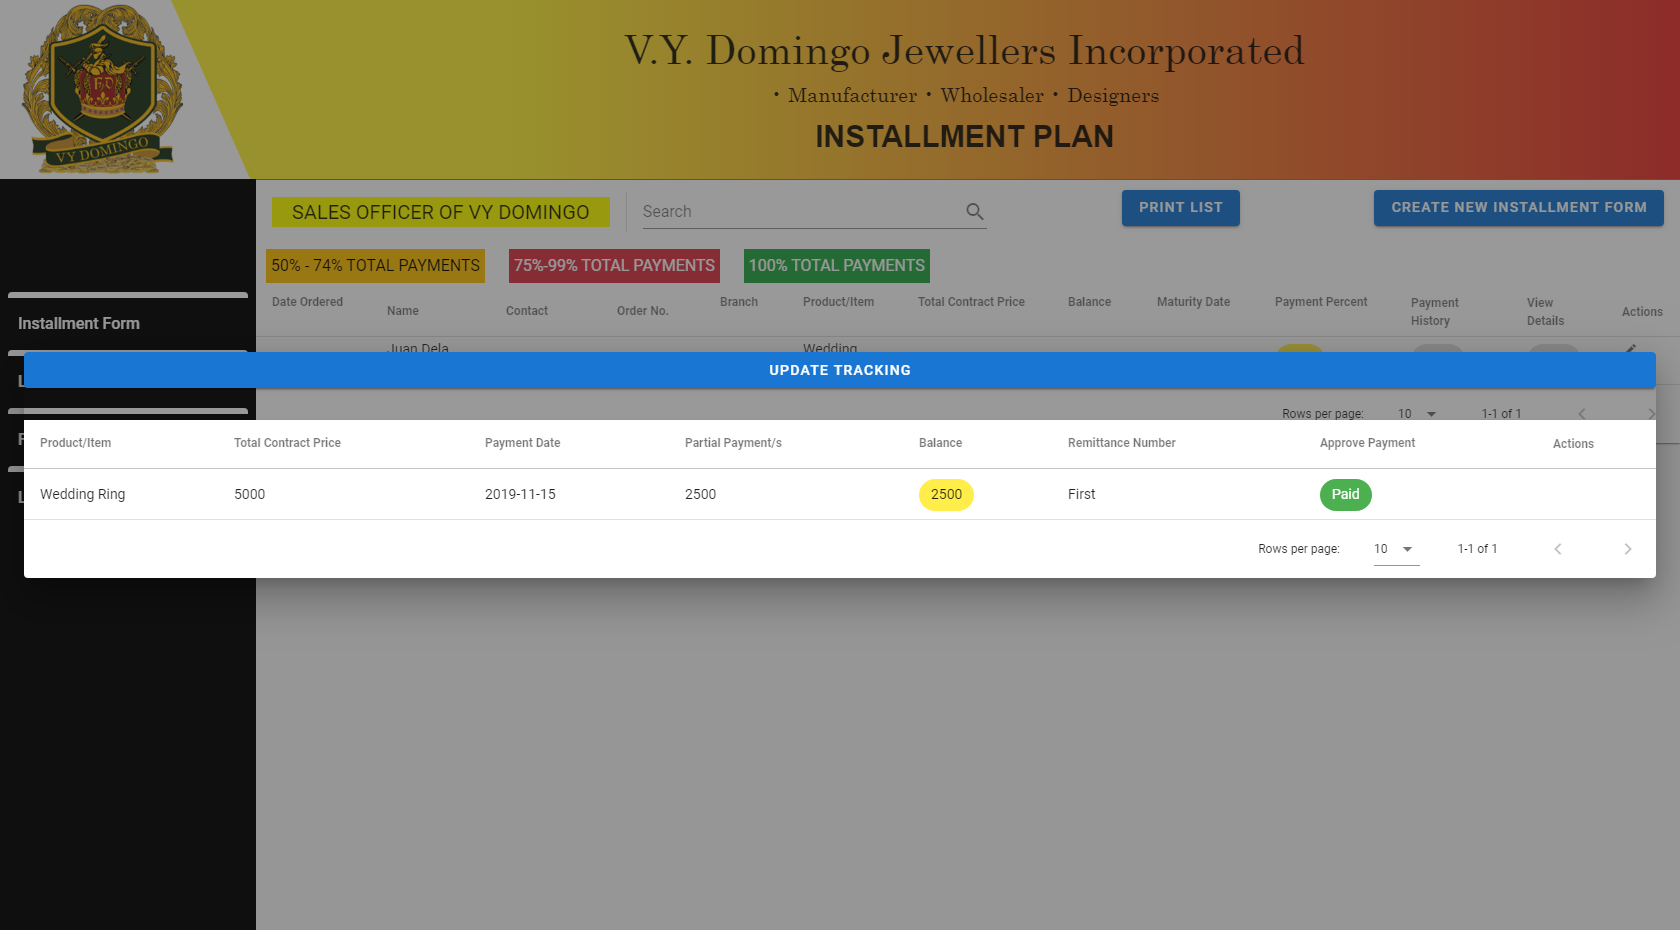 V.Y. Domingo Jewellers Incorporated
• Manufacturer • Wholesaler • Designers
INSTALLMENT PLAN
F D
VY DOMINGO
SALES OFFICER OF VY DOMINGO
Search
PRINT LIST
CREATE NEW INSTALLMENT FORM
50% - 74% TOTAL PAYMENTS
75%-99% TOTAL PAYMENTS
100% TOTAL PAYMENTS
Installment Form
Date Ordered Name Contact Order No. Branch Product/Item Total Contract Price Balance Maturity Date Payment Percent Payment History View Details Actions
Juan Dela Wedding
UPDATE TRACKING
Rows per page: 10 1-1 of 1
Product/Item Total Contract Price Payment Date Partial Payment/s Balance Remittance Number Approve Payment Actions
Wedding Ring 5000 2019-11-15 2500 2500 First Paid
Rows per page: 10 1-1 of 1